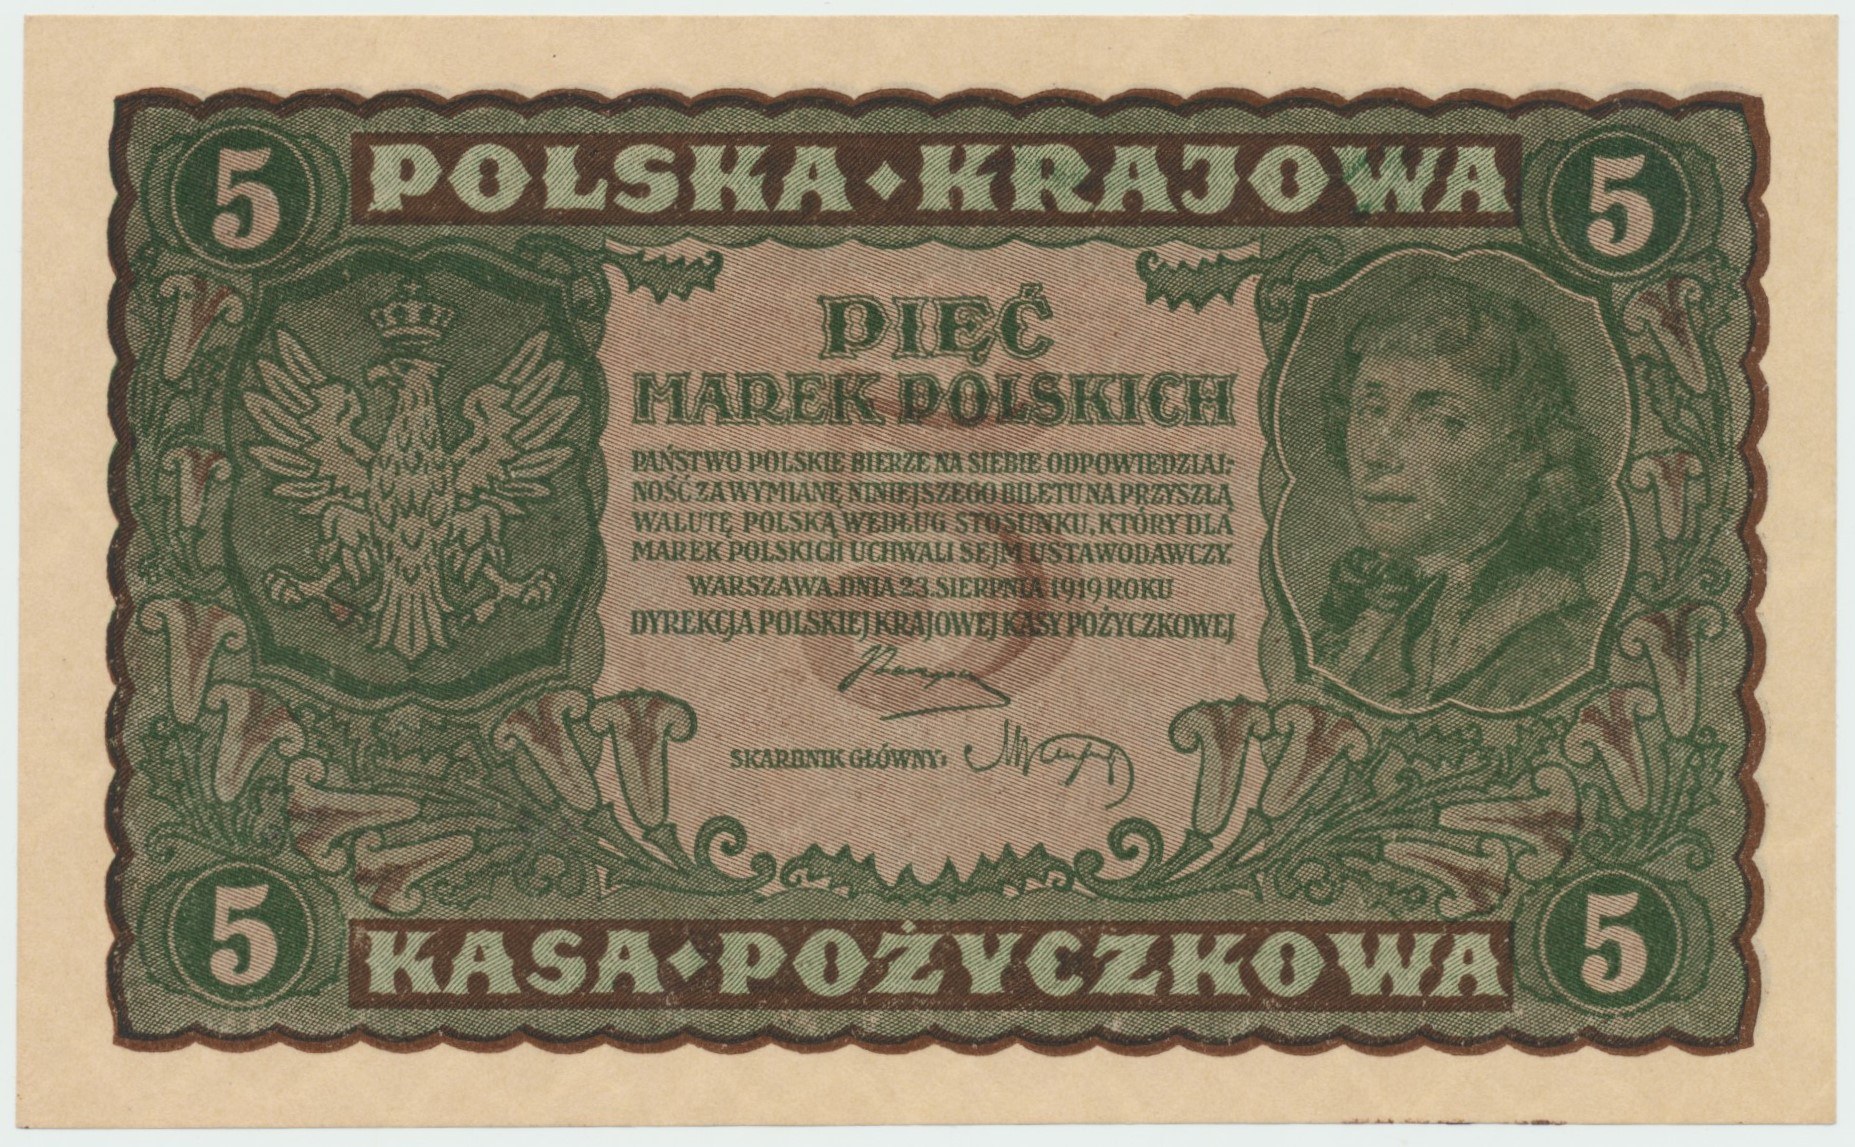 5 POLSKA · KRAJOWA 5
PIĘĆ
MAREK POLSKICH
PAŃSTWO POLSKIE BIERZE NA SIEBIE ODPOWIEDZIAL-
NOŚĆ ZA WYMIANĘ NINIEJSZEGO BILETU NA PRZYSZŁĄ
WALUTĘ POLSKĄ WEDŁUG STOSUNKU, KTÓRY DLA
MAREK POLSKICH UCHWALI SEJM USTAWODAWCZY.
WARSZAWA, DNIA 23. SIERPNIA 1919 ROKU
DYREKCJA POLSKIEJ KRAJOWEJ KASY POŻYCZKOWEJ
5
SKARBNIK GŁÓWNY:
5 KASA · POŻYCZKOWA 5